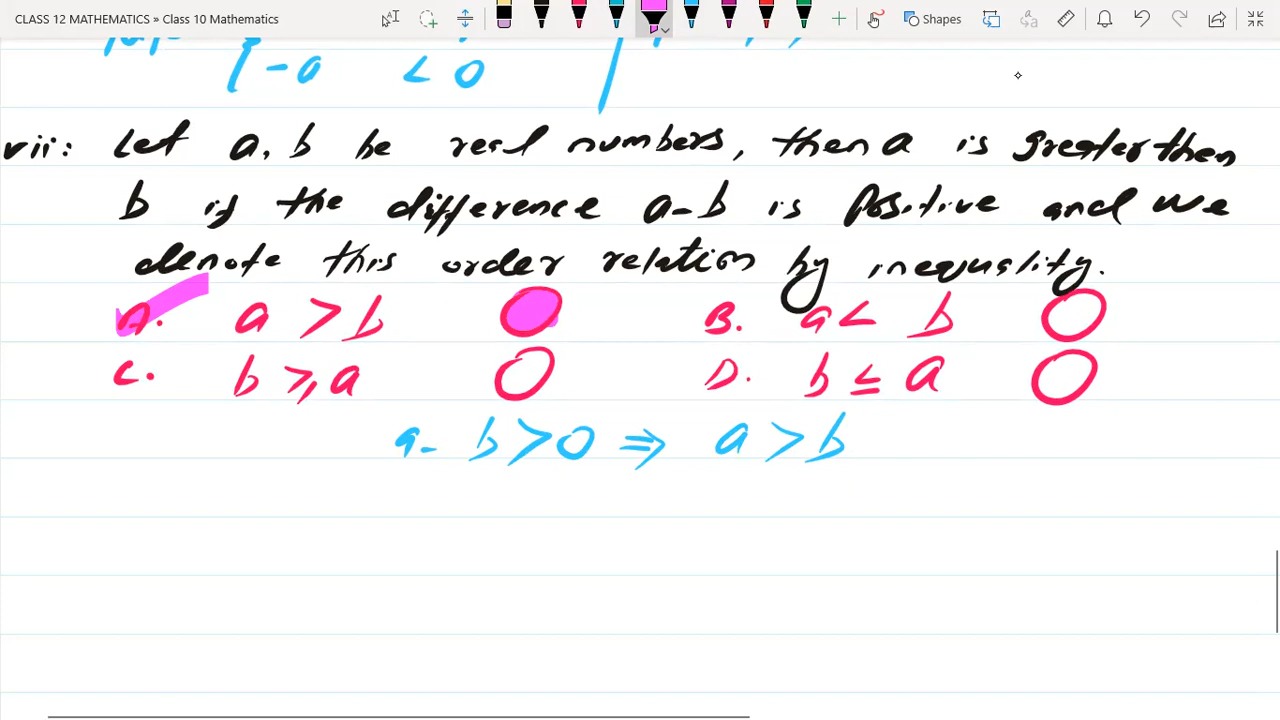 CLASS 12 MATHEMATICS » Class 10 Mathematics
Shapes
-a < 0
vii: Let a, b be real numbers, then a is greater then
b if the difference a-b is Positive and we
denote this order relation by inequality.
A. a > b B. a < b
C. b ⩾ a D. b ≤ a
a - b > 0 ⇒ a > b